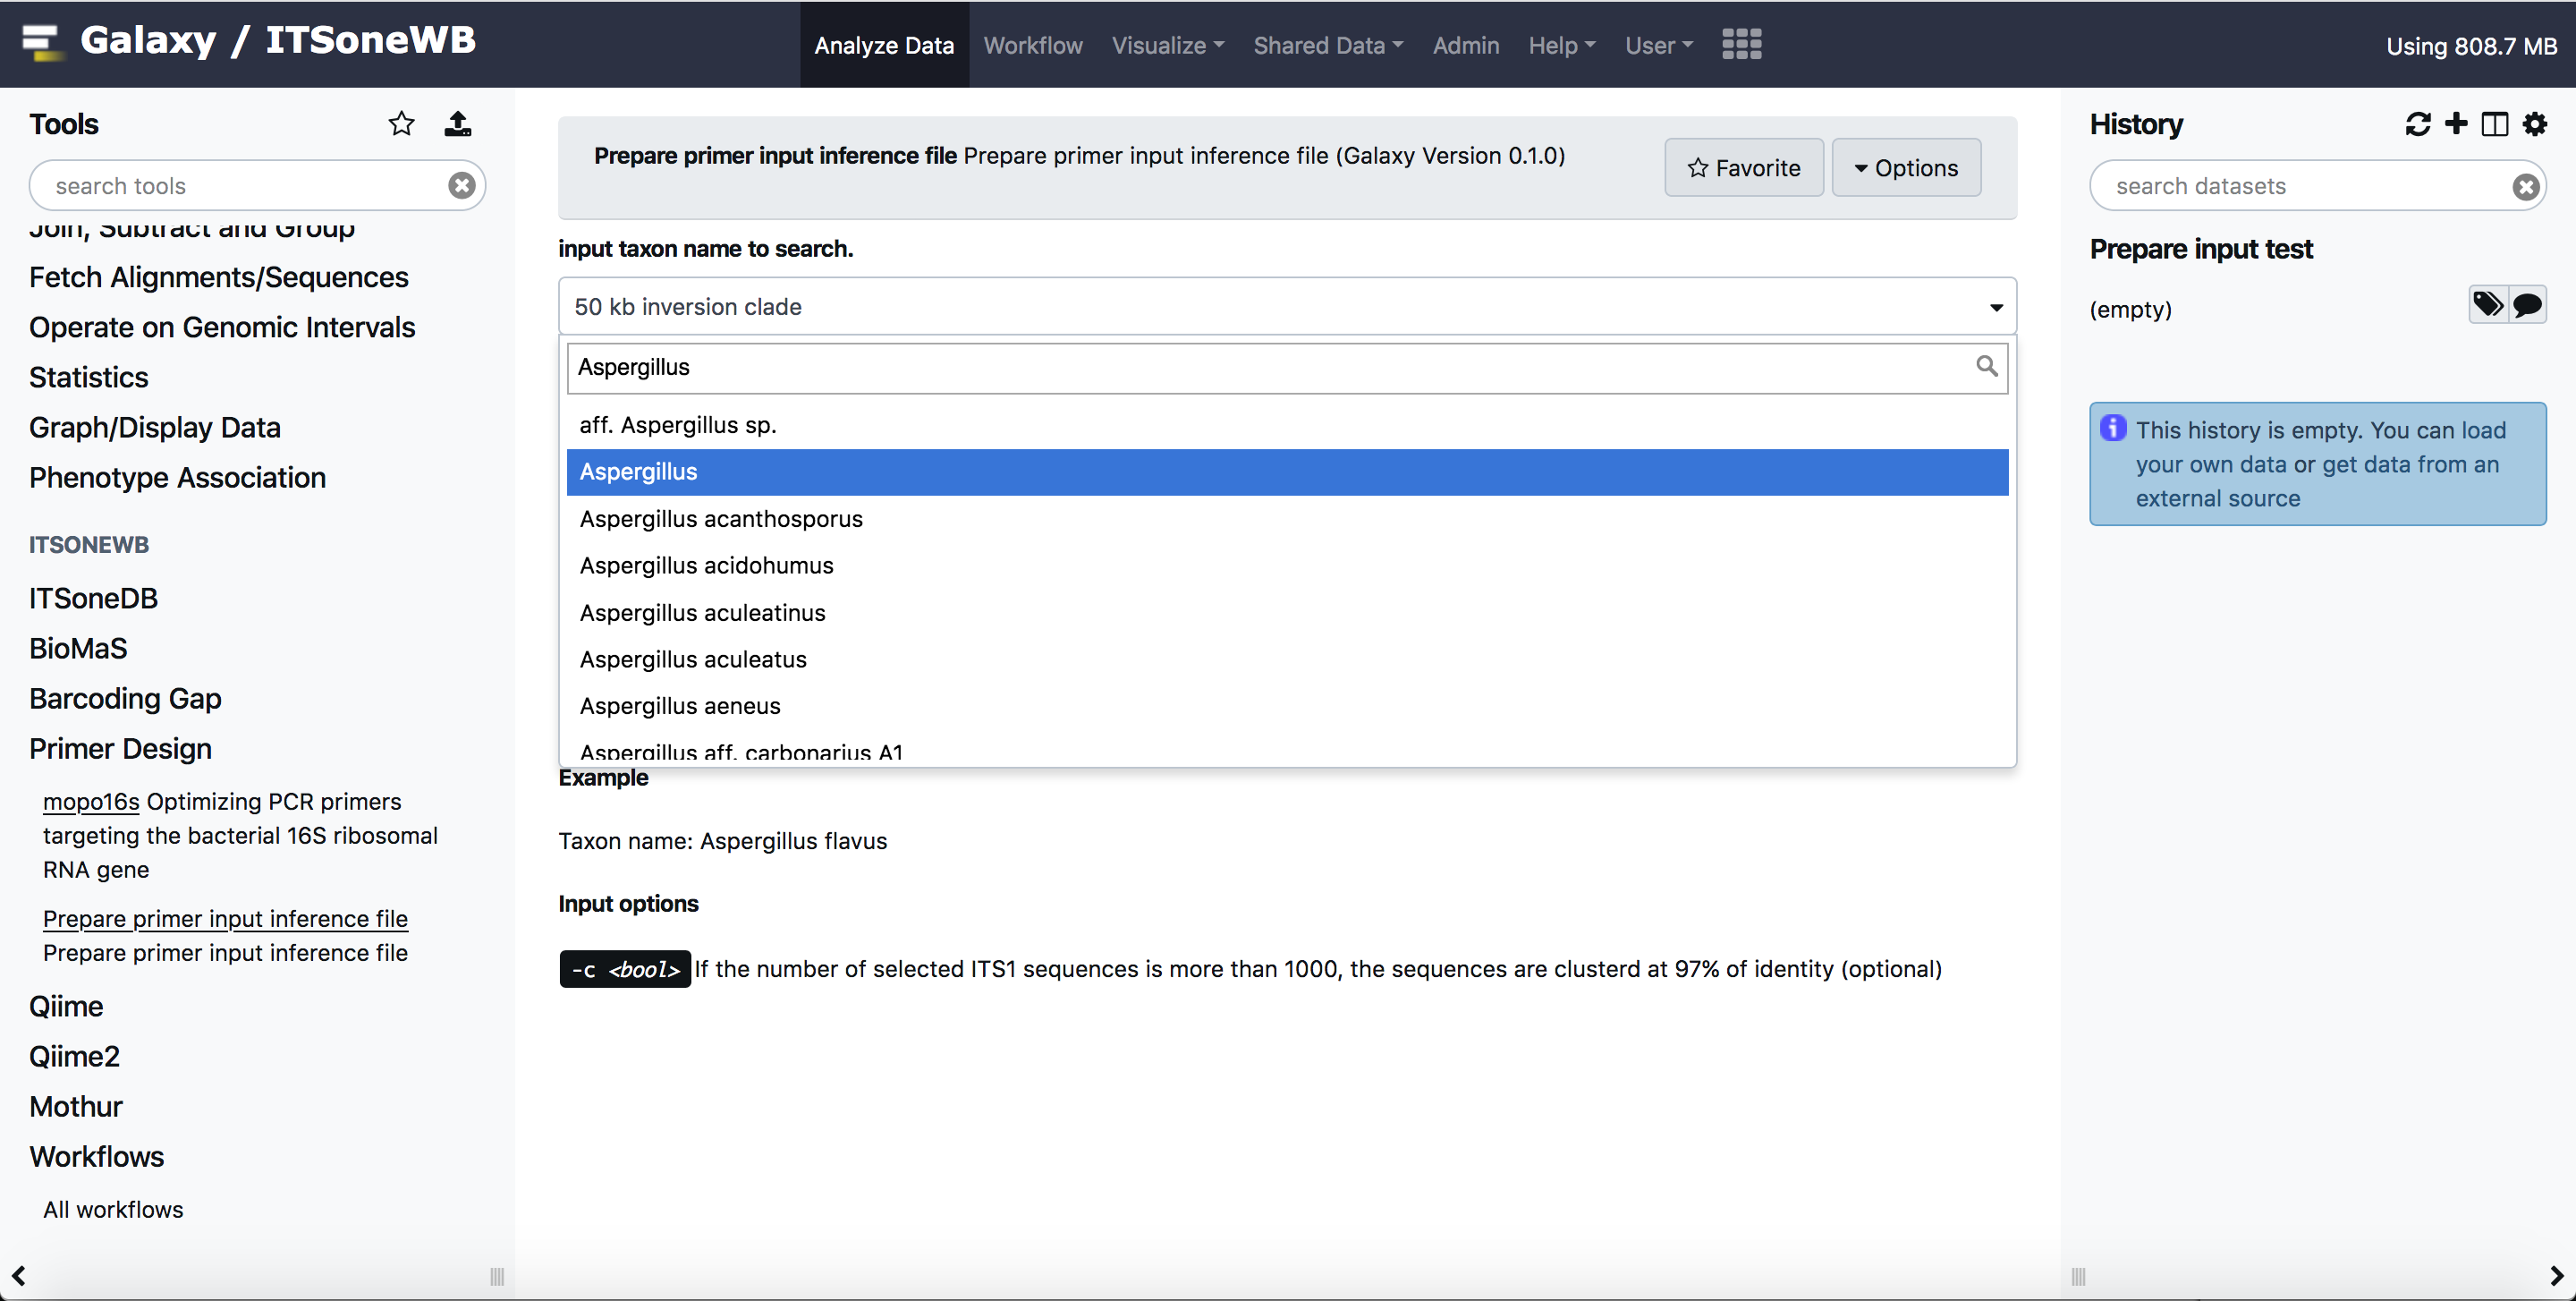 Galaxy / ITSoneWB
Analyze Data
Workflow
Visualize
Shared Data
Admin
Help
User
Using 808.7 MB
Tools
search tools
Join, Subtract and Group
Fetch Alignments/Sequences
Operate on Genomic Intervals
Statistics
Graph/Display Data
Phenotype Association
ITSONEWB
ITSoneDB
BioMaS
Barcoding Gap
Primer Design
mopo16s Optimizing PCR primers
targeting the bacterial 16S ribosomal
RNA gene
Prepare primer input inference file
Prepare primer input inference file
Qiime
Qiime2
Mothur
Workflows
All workflows
Prepare primer input inference file Prepare primer input inference file (Galaxy Version 0.1.0)
Favorite
Options
input taxon name to search.
50 kb inversion clade
Aspergillus
aff. Aspergillus sp.
Aspergillus
Aspergillus acanthosporus
Aspergillus acidohumus
Aspergillus aculeatinus
Aspergillus aculeatus
Aspergillus aeneus
Aspergillus aff. carbonarius A1
Example
Taxon name: Aspergillus flavus
Input options
-c <bool> If the number of selected ITS1 sequences is more than 1000, the sequences are clusterd at 97% of identity (optional)
History
search datasets
Prepare input test
(empty)
This history is empty. You can load
your own data or get data from an
external source